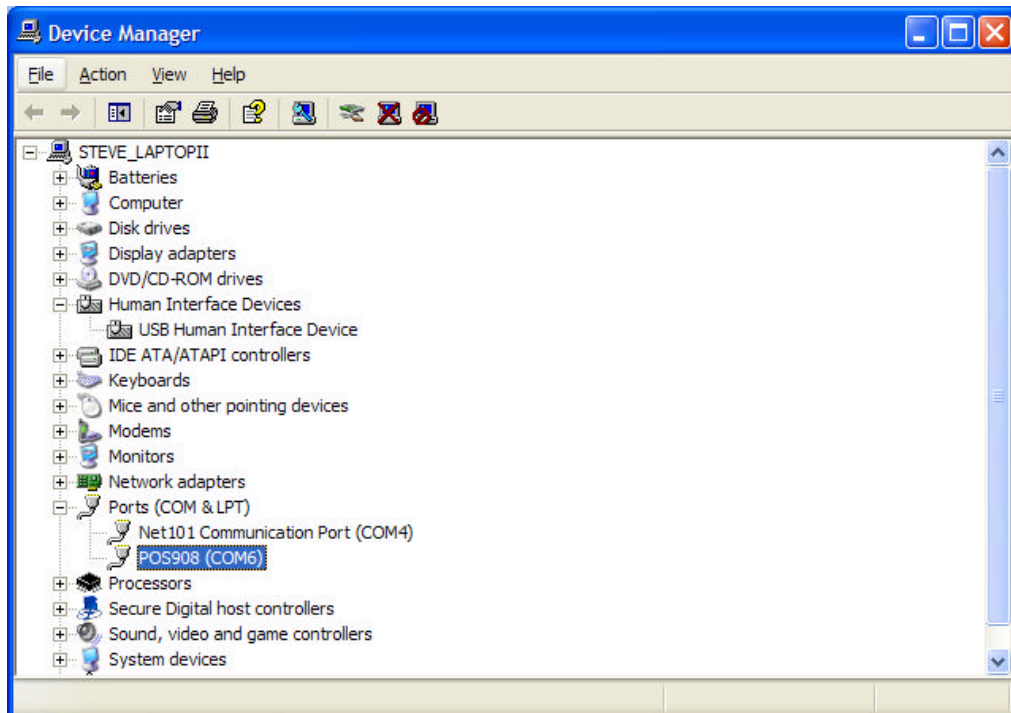 Device Manager
File Action View Help
STEVE_LAPTOPII
Batteries
Computer
Disk drives
Display adapters
DVD/CD-ROM drives
Human Interface Devices
USB Human Interface Device
IDE ATA/ATAPI controllers
Keyboards
Mice and other pointing devices
Modems
Monitors
Network adapters
Ports (COM & LPT)
Net101 Communication Port (COM4)
POS908 (COM6)
Processors
Secure Digital host controllers
Sound, video and game controllers
System devices